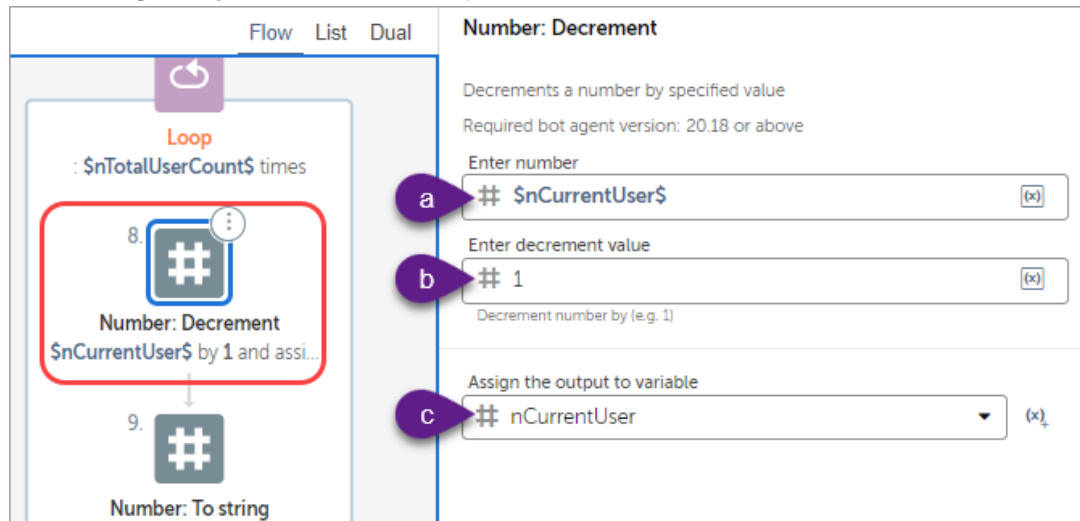 Flow List Dual
Loop
: $nTotalUserCount$ times
8.
Number: Decrement
$nCurrentUser$ by 1 and assi...
9.
Number: To string
Number: Decrement
Decrements a number by specified value
Required bot agent version: 20.18 or above
Enter number
a
$nCurrentUser$ (x)
Enter decrement value
b
1 (x)
Decrement number by (e.g. 1)
Assign the output to variable
c
nCurrentUser (x)+